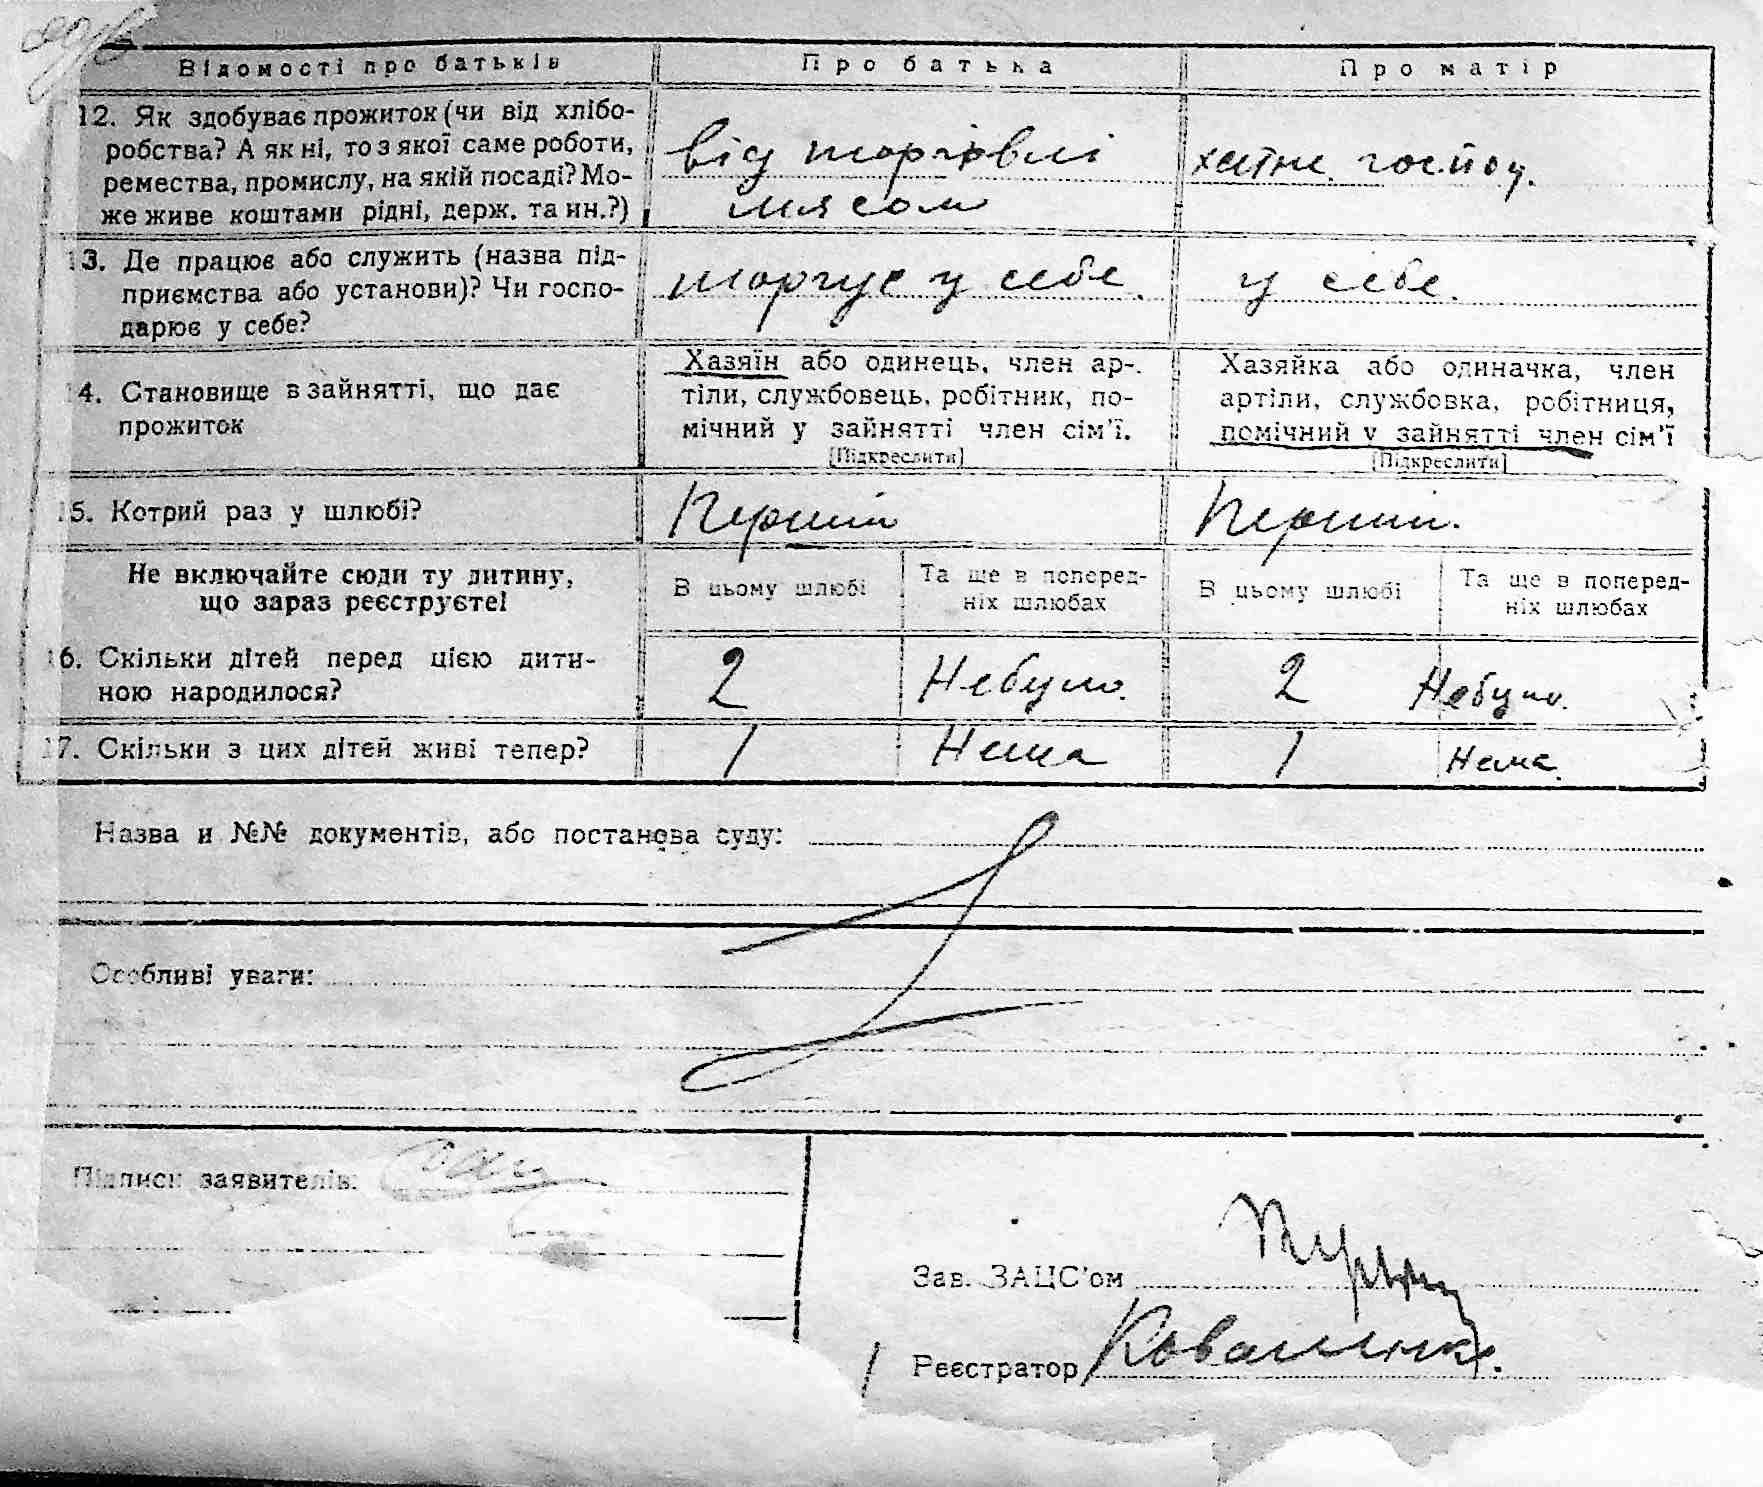 Відомості про батьків Про батька Про матір
12. Як здобуває прожиток (чи від хлібо-
робства? А як ні, то з якої саме роботи,
ремества, промислу, на якій посаді? Мо-
же живе коштами рідні, держ. та ин.?)
від торгівлі
мясом
хатнє господ.
13. Де працює або служить (назва під-
приємства або установи)? Чи госпо-
дарює у себе?
торгує у себе.
у себе.
14. Становище в зайнятті, що дає
прожиток
Хазяїн або одинець, член ар-
тіли, службовець, робітник, по-
мічний у зайнятті член сім'ї.
[Підкреслити]
Хазяйка або одиначка, член
артіли, службовка, робітниця,
помічний у зайнятті член сім'ї
[Підкреслити]
15. Котрий раз у шлюбі?
Перший
Перший.
Не включайте сюди ту дитину,
що зараз реєструєте!
В цьому шлюбі
Та ще в поперед-
ніх шлюбах
В цьому шлюбі
Та ще в поперед-
ніх шлюбах
16. Скільки дітей перед цією дити-
ною народилося?
2 Небуло. 2 Небуло.
17. Скільки з цих дітей живі тепер? 1 Нема 1 Нема.
Назва и №№ документів, або постанова суду:
Особливі уваги:
Підписи заявителів:
Зав. ЗАЦС'ом
Реєстратор Коваленко.